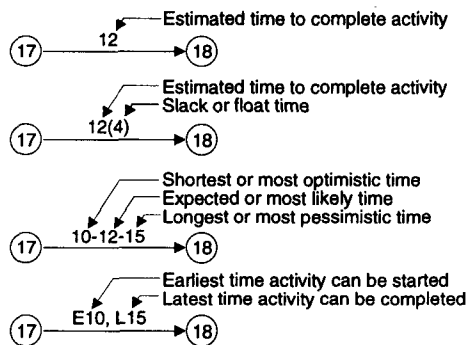 Estimated time to complete activity
12
17 18
Estimated time to complete activity
Slack or float time
12(4)
17 18
Shortest or most optimistic time
Expected or most likely time
Longest or most pessimistic time
10-12-15
17 18
Earliest time activity can be started
Latest time activity can be completed
E10, L15
17 18